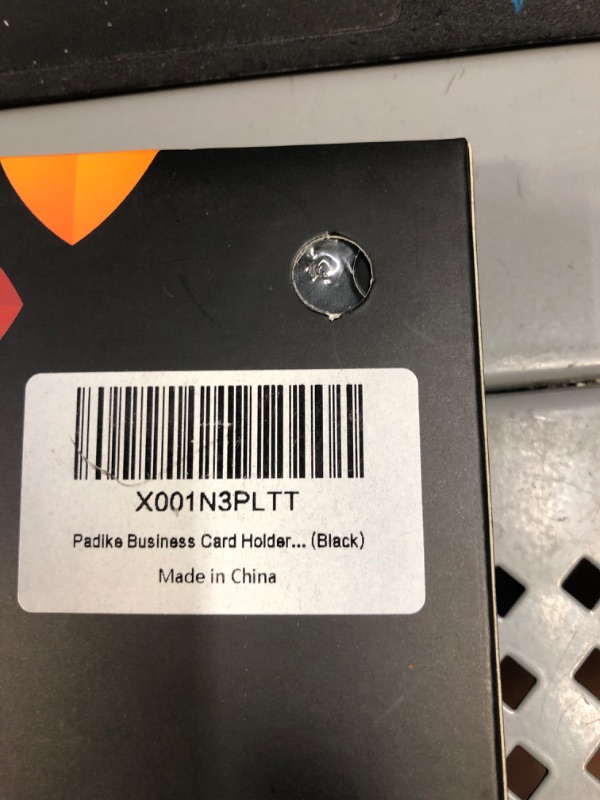 X001N3PLTT
Padike Business Card Holder... (Black)
Made in China